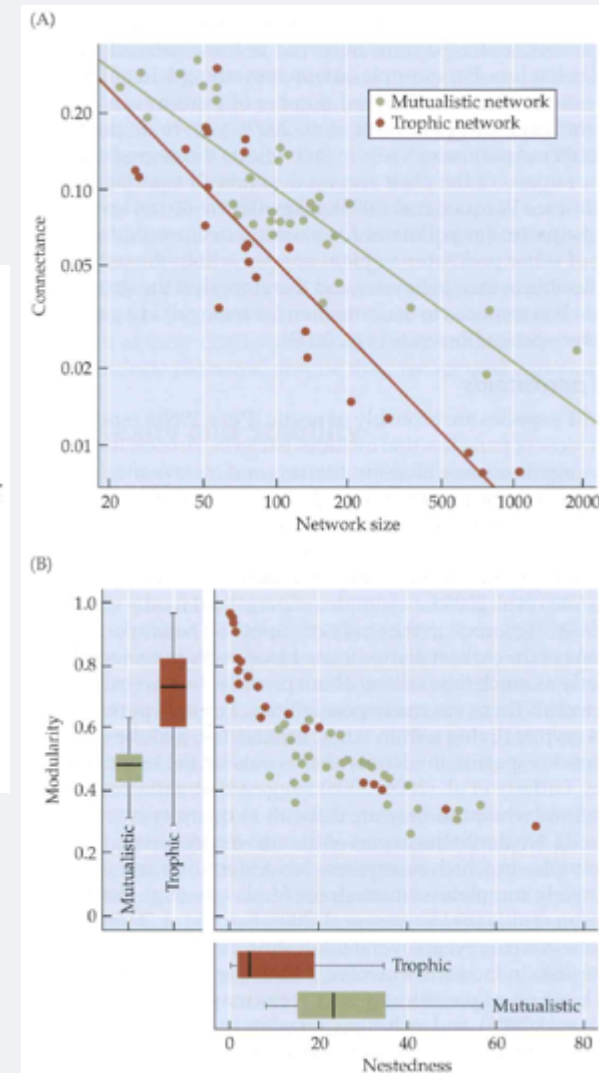 (A)
0.20
0.10
0.05
0.02
0.01
Connectance
Mutualistic network
Trophic network
20
50
100
200
500
1000
2000
Network size
(B)
1.0
0.8
0.6
0.4
0.2
0
Modularity
Mutualistic
Trophic
Trophic
Mutualistic
0
20
40
60
80
Nestedness